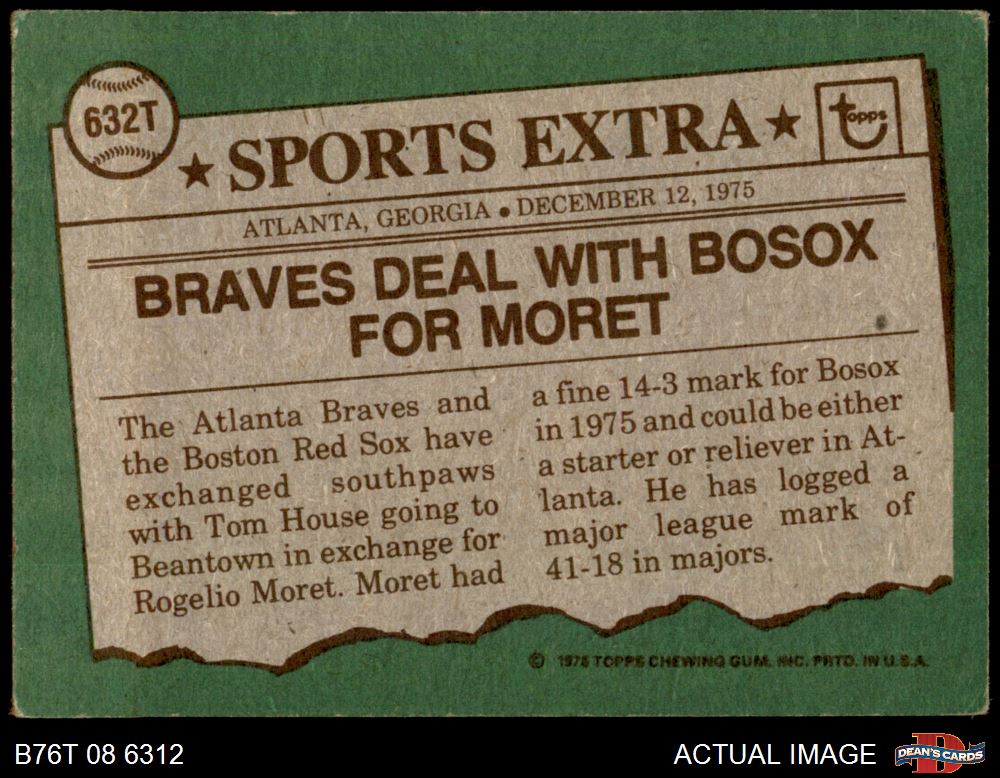 632T
★ SPORTS EXTRA ★
topps
ATLANTA, GEORGIA ● DECEMBER 12, 1975
BRAVES DEAL WITH BOSOX
FOR MORET
The Atlanta Braves and
the Boston Red Sox have
exchanged southpaws
with Tom House going to
Beantown in exchange for
Rogelio Moret. Moret had
a fine 14-3 mark for Bosox
in 1975 and could be either
a starter or reliever in At-
lanta. He has logged a
major league mark of
41-18 in majors.
© 1976 TOPPS CHEWING GUM, INC. PRTD. IN U.S.A.
B76T 08 6312
ACTUAL IMAGE
DEAN'S CARDS